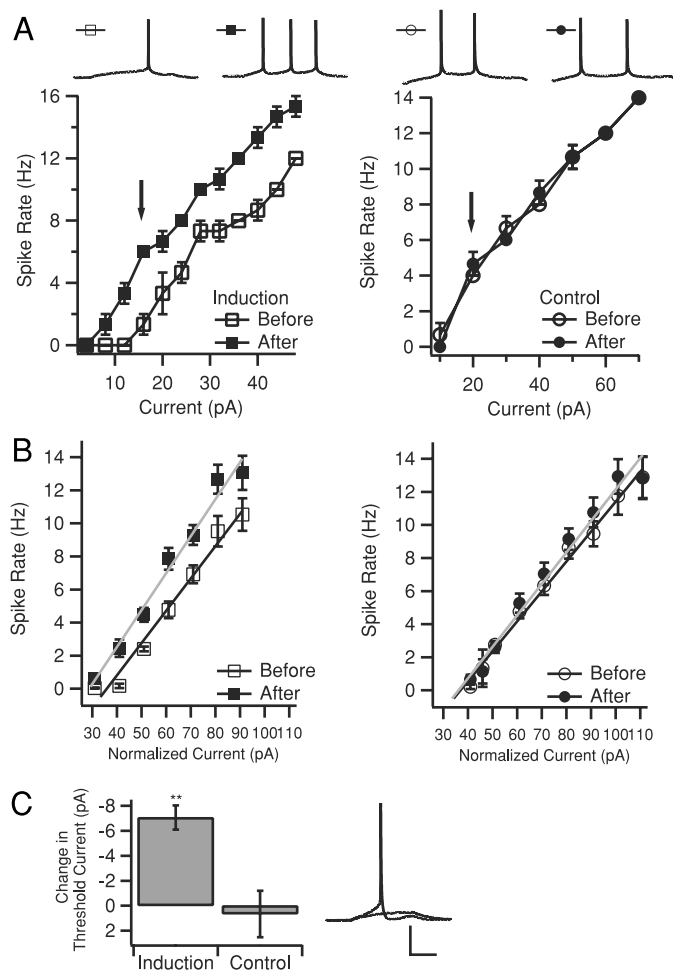 A
16
12
8
4
0
Spike Rate (Hz)
Induction
Before
After
10 20 30 40
Current (pA)
14
12
10
8
6
4
2
0
Spike Rate (Hz)
Control
Before
After
20 40 60
Current (pA)
B
14
12
10
8
6
4
2
0
Spike Rate (Hz)
Before
After
30 40 50 60 70 80 90 100 110
Normalized Current (pA)
14
12
10
8
6
4
2
0
Spike Rate (Hz)
Before
After
30 40 50 60 70 80 90 100 110
Normalized Current (pA)
C
Change in
Threshold Current (pA)
-8
-6
-4
-2
0
2
**
Induction Control